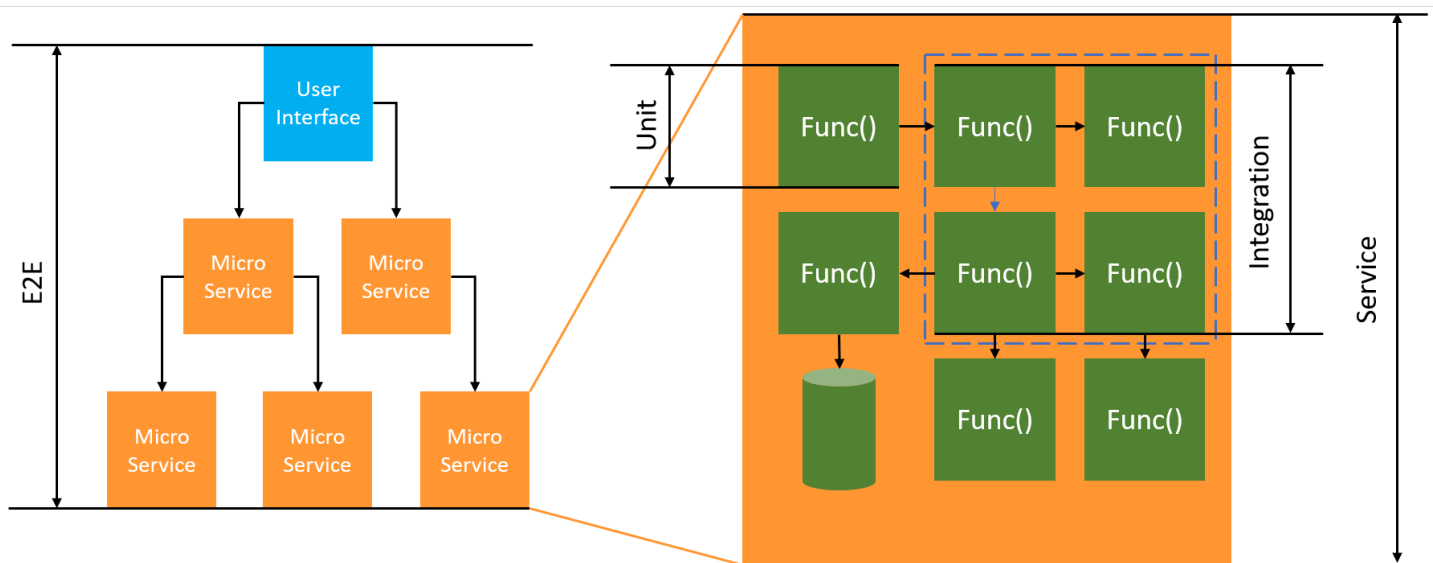 E2E
User
Interface
Micro
Service
Micro
Service
Micro
Service
Micro
Service
Micro
Service
Unit
Func()
Func()
Func()
Func()
Func()
Func()
Func()
Func()
Integration
Service